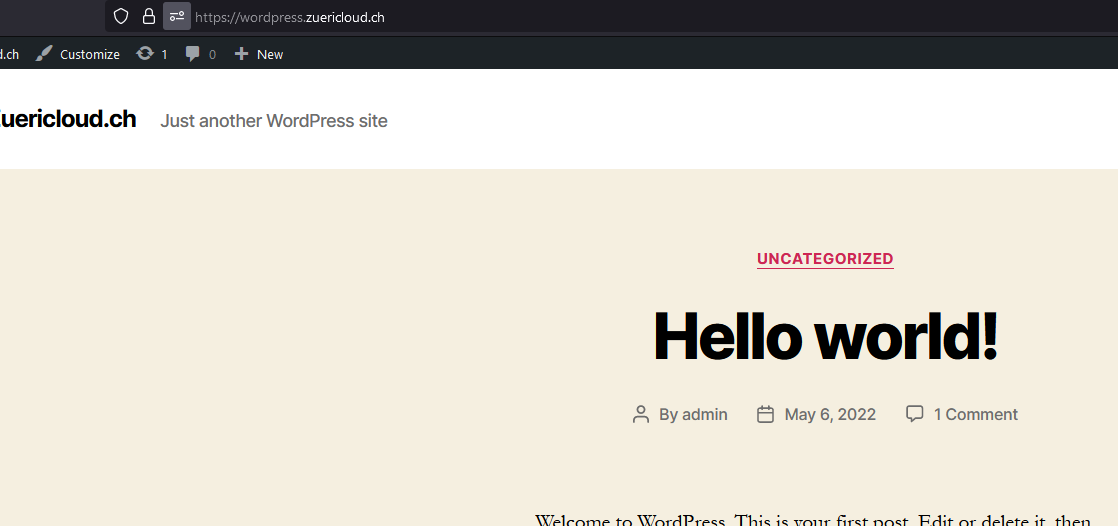 https://wordpress.zuericloud.ch
d.ch Customize 1 0 New
zuericloud.ch Just another WordPress site
UNCATEGORIZED
Hello world!
By admin May 6, 2022 1 Comment
Welcome to WordPress. This is your first post. Edit or delete it, then